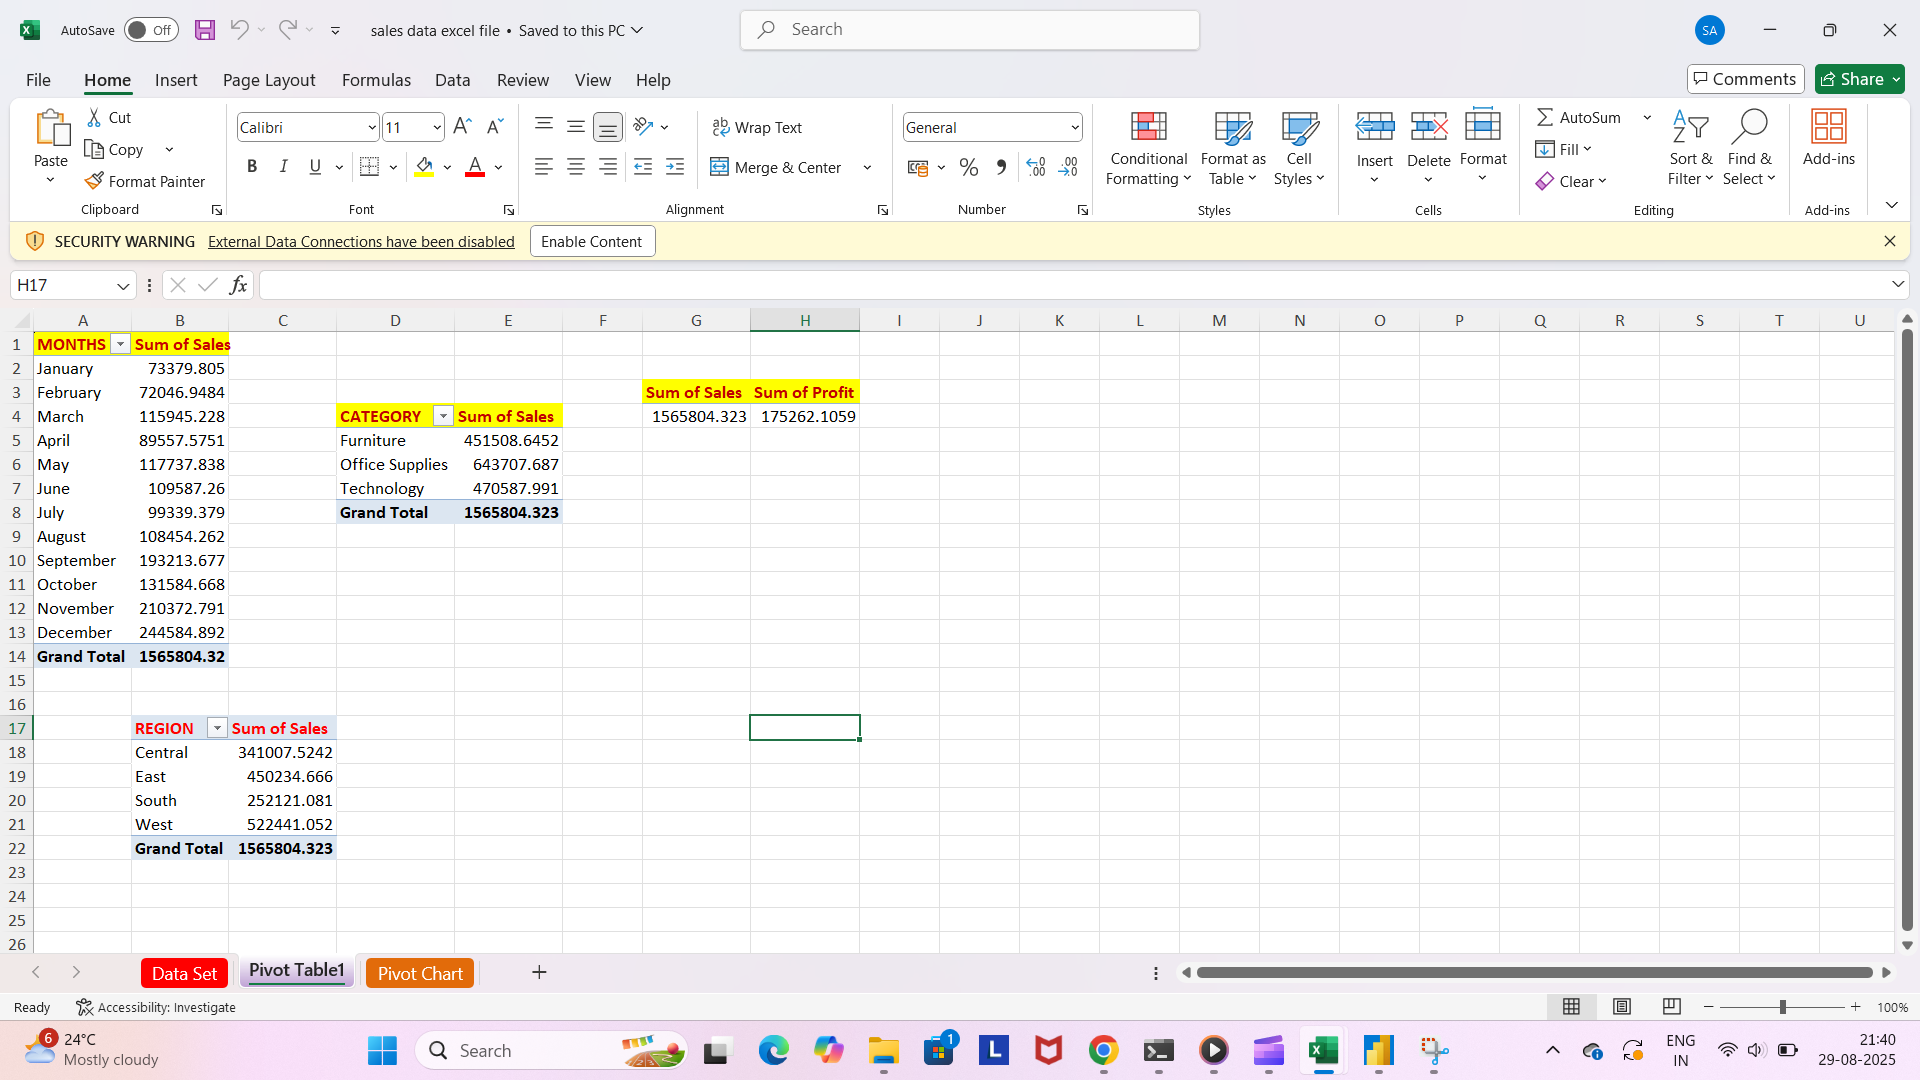 AutoSave Off sales data excel file • Saved to this PC Search SA
File Home Insert Page Layout Formulas Data Review View Help Comments Share
Paste Cut Copy Format Painter Clipboard
Calibri 11 B I U A Font
Wrap Text Merge & Center Alignment
General % Number
Conditional Formatting Format as Table Cell Styles Styles
Insert Delete Format Cells
AutoSum Fill Clear Sort & Filter Find & Select Editing
Add-ins Add-ins
SECURITY WARNING External Data Connections have been disabled Enable Content
H17 fx
A B C D E F G H I J K L M N O P Q R S T U
1 MONTHS Sum of Sales
2 January 73379.805
3 February 72046.9484 Sum of Sales Sum of Profit
4 March 115945.228 CATEGORY Sum of Sales 1565804.323 175262.1059
5 April 89557.5751 Furniture 451508.6452
6 May 117737.838 Office Supplies 643707.687
7 June 109587.26 Technology 470587.991
8 July 99339.379 Grand Total 1565804.323
9 August 108454.262
10 September 193213.677
11 October 131584.668
12 November 210372.791
13 December 244584.892
14 Grand Total 1565804.32
15
16
17 REGION Sum of Sales
18 Central 341007.5242
19 East 450234.666
20 South 252121.081
21 West 522441.052
22 Grand Total 1565804.323
23
24
25
26
Data Set Pivot Table1 Pivot Chart
Ready Accessibility: Investigate 100%
6 24°C Mostly cloudy Search 1 L ENG IN 21:40 29-08-2025